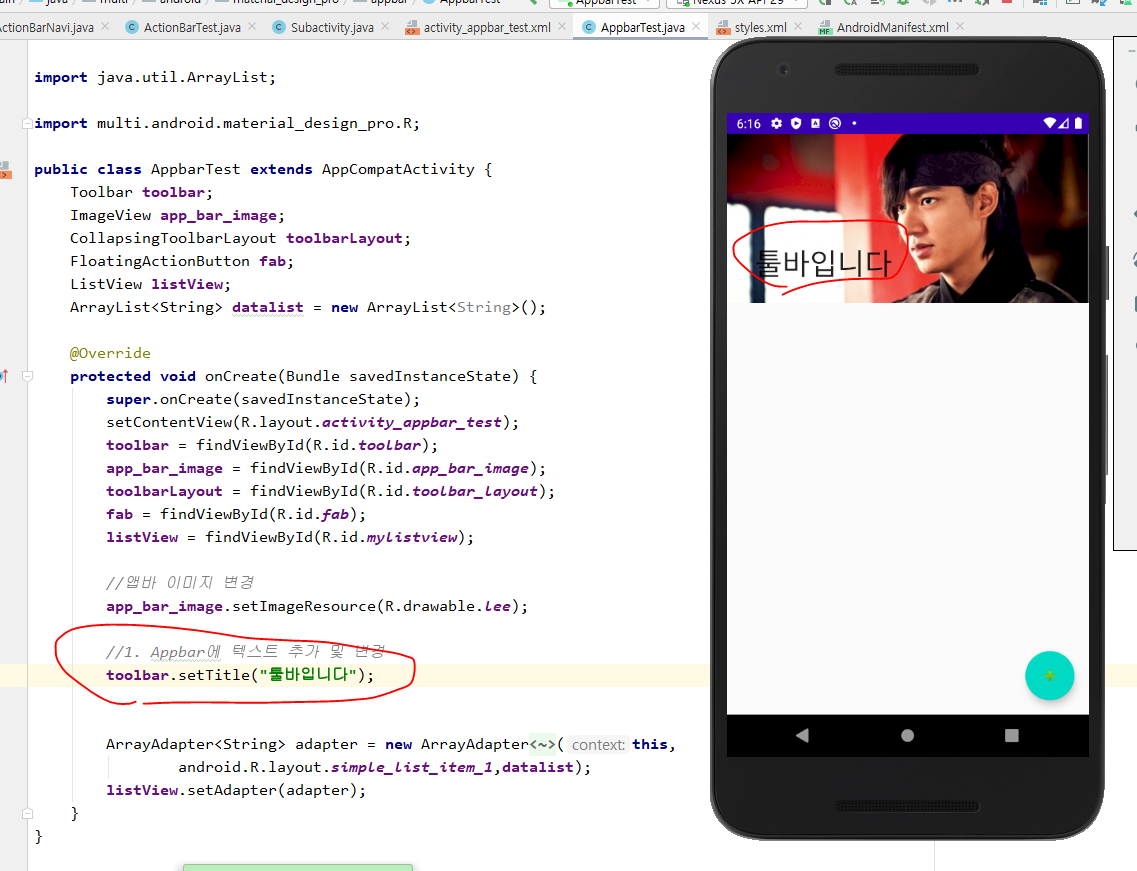 ActionBarNavi.java ActionBarTest.java Subactivity.java activity_appbar_test.xml AppbarTest.java styles.xml AndroidManifest.xml
import java.util.ArrayList;
import multi.android.material_design_pro.R;
public class AppbarTest extends AppCompatActivity {
Toolbar toolbar;
ImageView app_bar_image;
CollapsingToolbarLayout toolbarLayout;
FloatingActionButton fab;
ListView listView;
ArrayList<String> datalist = new ArrayList<String>();
@Override
protected void onCreate(Bundle savedInstanceState) {
super.onCreate(savedInstanceState);
setContentView(R.layout.activity_appbar_test);
toolbar = findViewById(R.id.toolbar);
app_bar_image = findViewById(R.id.app_bar_image);
toolbarLayout = findViewById(R.id.toolbar_layout);
fab = findViewById(R.id.fab);
listView = findViewById(R.id.mylistview);
//앱바 이미지 변경
app_bar_image.setImageResource(R.drawable.lee);
//1. Appbar에 텍스트 추가 및 변경
toolbar.setTitle("툴바입니다");
ArrayAdapter<String> adapter = new ArrayAdapter<~>( context: this,
android.R.layout.simple_list_item_1,datalist);
listView.setAdapter(adapter);
}
}
6:16
툴바입니다